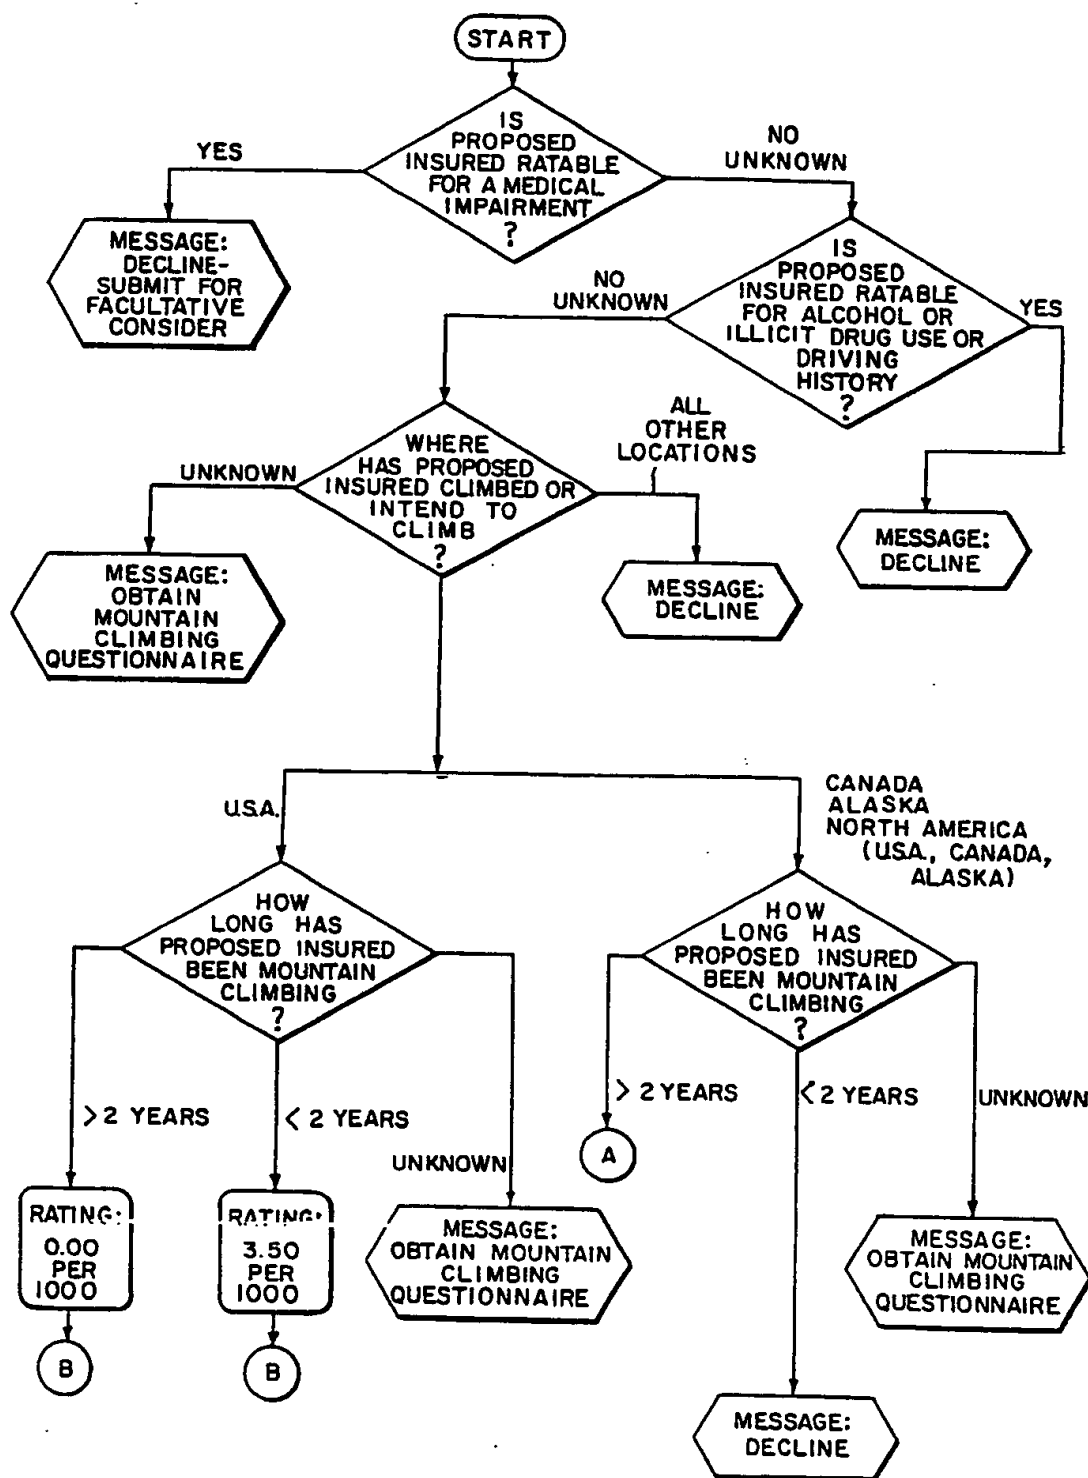 START
IS
PROPOSED
INSURED RATABLE
FOR A MEDICAL
IMPAIRMENT
?
YES
NO
UNKNOWN
MESSAGE:
DECLINE-
SUBMIT FOR
FACULTATIVE
CONSIDER
IS
PROPOSED
INSURED RATABLE
FOR ALCOHOL OR
ILLICIT DRUG USE OR
DRIVING
HISTORY
?
NO
UNKNOWN
YES
MESSAGE:
DECLINE
WHERE
HAS PROPOSED
INSURED CLIMBED OR
INTEND TO
CLIMB
?
UNKNOWN
ALL
OTHER
LOCATIONS
MESSAGE:
OBTAIN
MOUNTAIN
CLIMBING
QUESTIONNAIRE
MESSAGE:
DECLINE
U.S.A.
CANADA
ALASKA
NORTH AMERICA
(U.S.A., CANADA,
ALASKA)
HOW
LONG HAS
PROPOSED INSURED
BEEN MOUNTAIN
CLIMBING
?
> 2 YEARS
< 2 YEARS
UNKNOWN
RATING:
0.00
PER
1000
B
RATING:
3.50
PER
1000
B
MESSAGE:
OBTAIN MOUNTAIN
CLIMBING
QUESTIONNAIRE
HOW
LONG HAS
PROPOSED INSURED
BEEN MOUNTAIN
CLIMBING
?
> 2 YEARS
< 2 YEARS
UNKNOWN
A
MESSAGE:
DECLINE
MESSAGE:
OBTAIN MOUNTAIN
CLIMBING
QUESTIONNAIRE